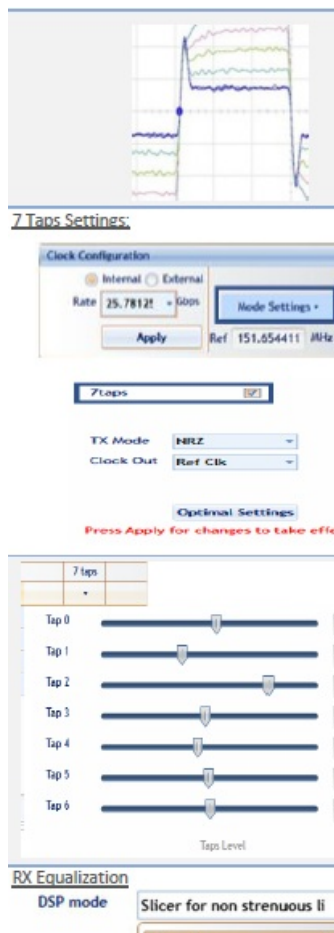 7 Taps Settings:
Clock Configuration
Internal External
Rate 25.7812! Gbps
Mode Settings
Apply
Ref 151.654411 MHz
7taps
TX Mode NRZ
Clock Out Ref Clk
Optimal Settings
Press Apply for changes to take effe
7 taps
Tap 0
Tap 1
Tap 2
Tap 3
Tap 4
Tap 5
Tap 6
Taps Level
RX Equalization
DSP mode Slicer for non strenuous li